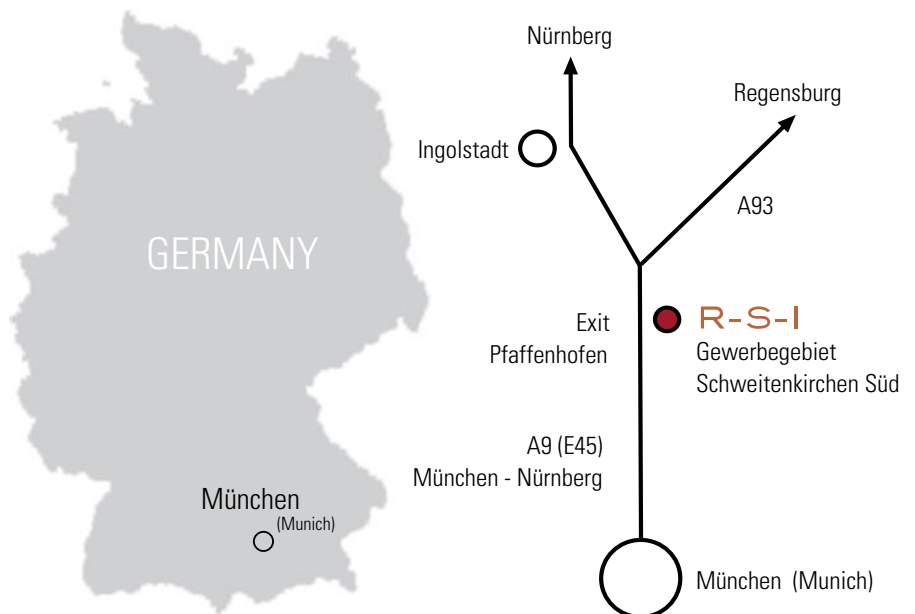 GERMANY
München
(Munich)
Nürnberg
Regensburg
Ingolstadt
A93
Exit
Pfaffenhofen
R-S-I
Gewerbegebiet
Schweitenkirchen Süd
A9 (E45)
München - Nürnberg
München (Munich)